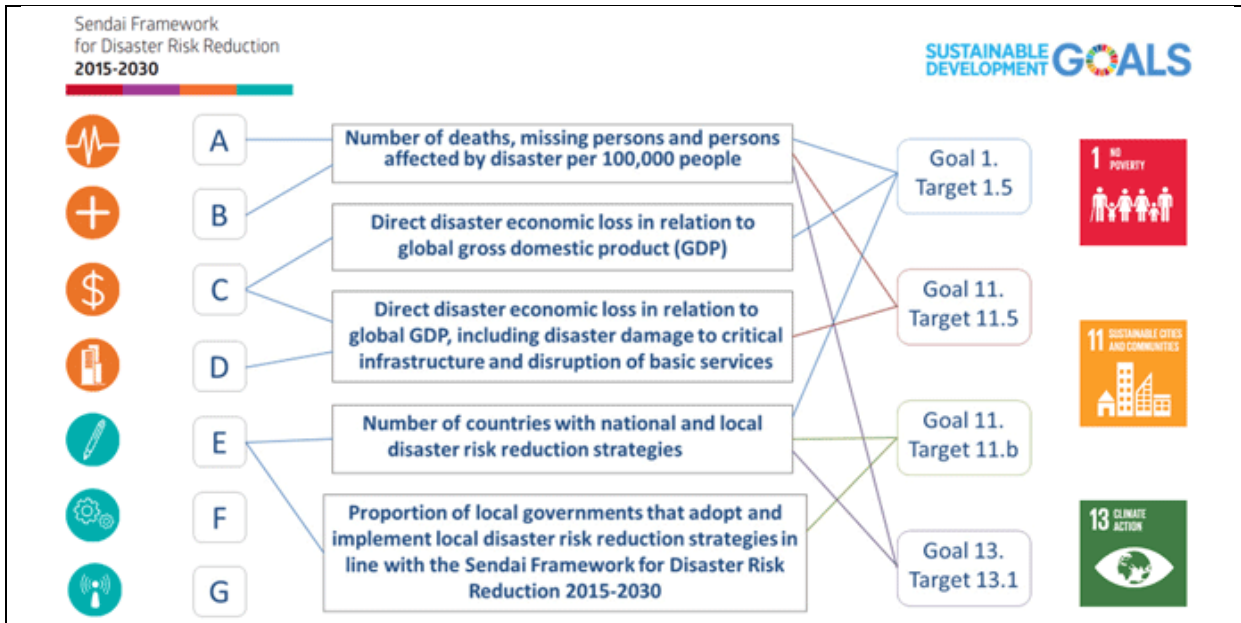 Sendai Framework
for Disaster Risk Reduction
2015-2030
SUSTAINABLE
DEVELOPMENT
GOALS
A
B
C
D
E
F
G
Number of deaths, missing persons and persons
affected by disaster per 100,000 people
Direct disaster economic loss in relation to
global gross domestic product (GDP)
Direct disaster economic loss in relation to
global GDP, including disaster damage to critical
infrastructure and disruption of basic services
Number of countries with national and local
disaster risk reduction strategies
Proportion of local governments that adopt and
implement local disaster risk reduction strategies in
line with the Sendai Framework for Disaster Risk
Reduction 2015-2030
Goal 1.
Target 1.5
Goal 11.
Target 11.5
Goal 11.
Target 11.b
Goal 13.
Target 13.1
1 NO
POVERTY
11 SUSTAINABLE CITIES
AND COMMUNITIES
13 CLIMATE
ACTION
$